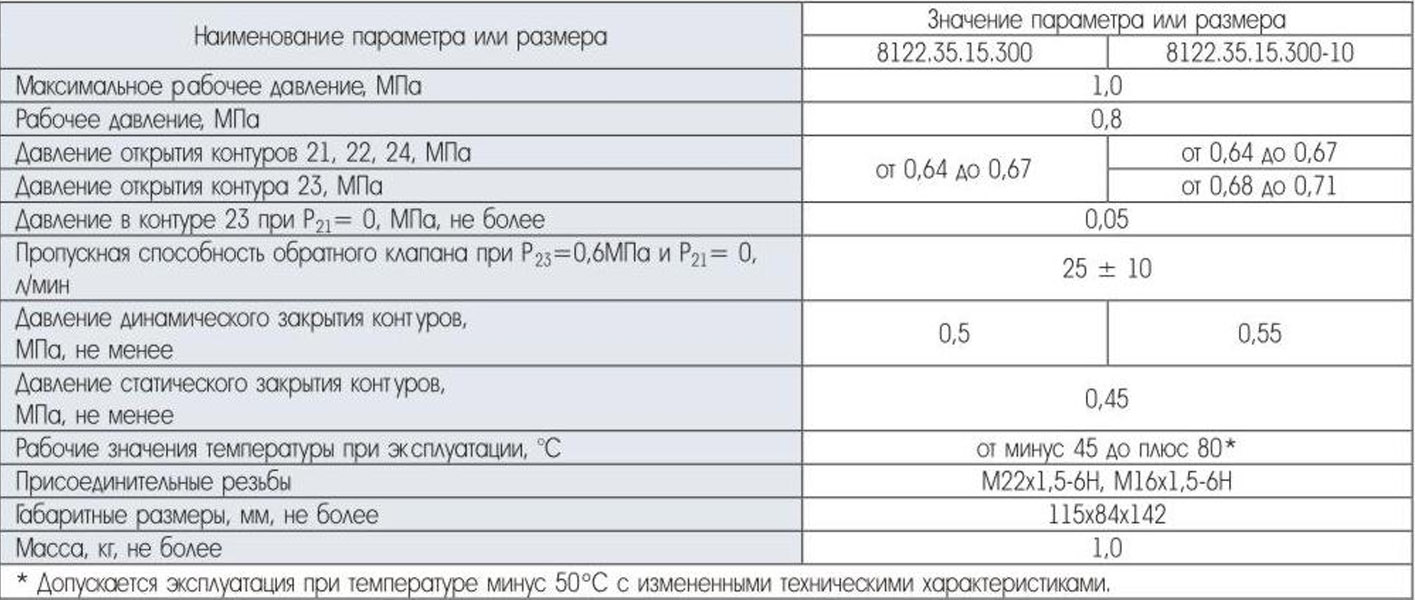 Наименование параметра или размера
Значение параметра или размера
8122.35.15.300
8122.35.15.300-10
Максимальное рабочее давление, МПа
1,0
Рабочее давление, МПа
0,8
Давление открытия контуров 21, 22, 24, МПа
от 0,64 до 0,67
от 0,64 до 0,67
Давление открытия контура 23, МПа
от 0,68 до 0,71
Давление в контуре 23 при P21= 0, МПа, не более
0,05
Пропускная способность обратного клапана при P23=0,6МПа и P21= 0,
л/мин
25 ± 10
Давление динамического закрытия контуров,
МПа, не менее
0,5
0,55
Давление статического закрытия контуров,
МПа, не менее
0,45
Рабочие значения температуры при эксплуатации, °С
от минус 45 до плюс 80*
Присоединительные резьбы
М22х1,5-6Н, М16х1,5-6Н
Габаритные размеры, мм, не более
115х84х142
Масса, кг, не более
1,0
* Допускается эксплуатация при температуре минус 50°С с измененными техническими характеристиками.